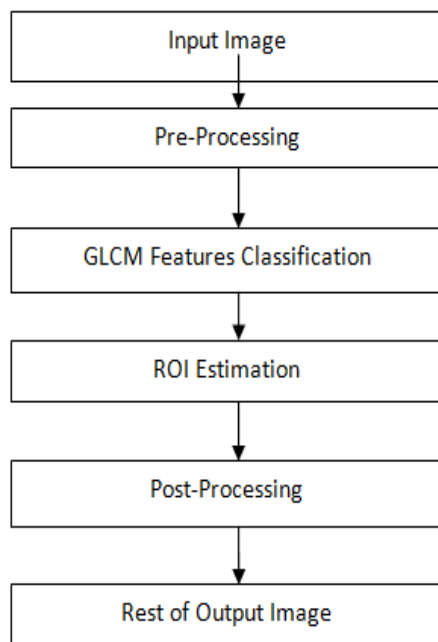 Input Image
Pre-Processing
GLCM Features Classification
ROI Estimation
Post-Processing
Rest of Output Image